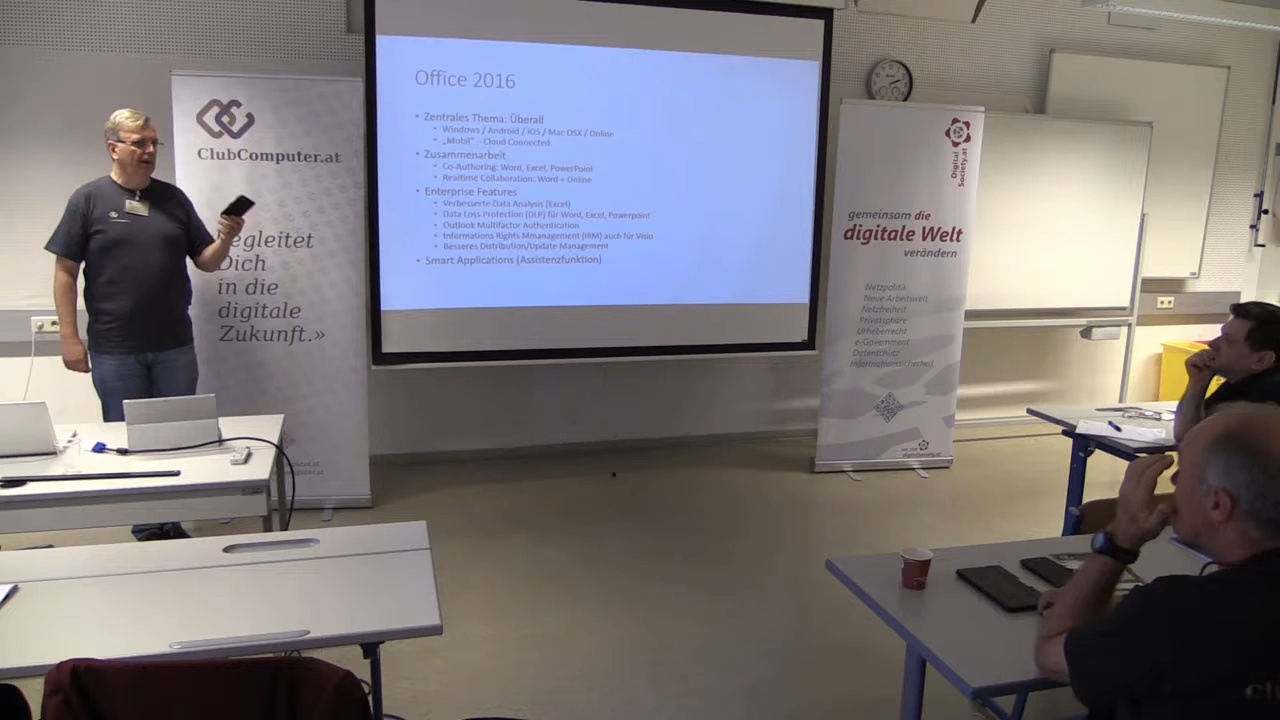 ClubComputer.at
egleitet
Dich
in die
digitale
Zukunft.»
Office 2016
• Zentrales Thema: Überall
• Windows / Android / iOS / Mac OSX / Online
• „Mobil" – Cloud Connected
• Zusammenarbeit
• Co-Authoring: Word, Excel, PowerPoint
• Realtime Collaboration: Word + Online
• Enterprise Features
• Verbesserte Data Analysis (Excel)
• Data Loss Protection (DLP) für Word, Excel, Powerpoint
• Outlook Multifactor Authentication
• Informations Rights Mmanagement (IRM) auch für Visio
• Besseres Distribution/Update Management
• Smart Applications (Assistenzfunktion)
Digital
Society.at
gemeinsam die
digitale Welt
verändern
Netzpolitik
Neue Arbeitswelt
Netzfreiheit
Privatsphäre
Urheberrecht
e-Government
Datenschutz
Informationssicherheit